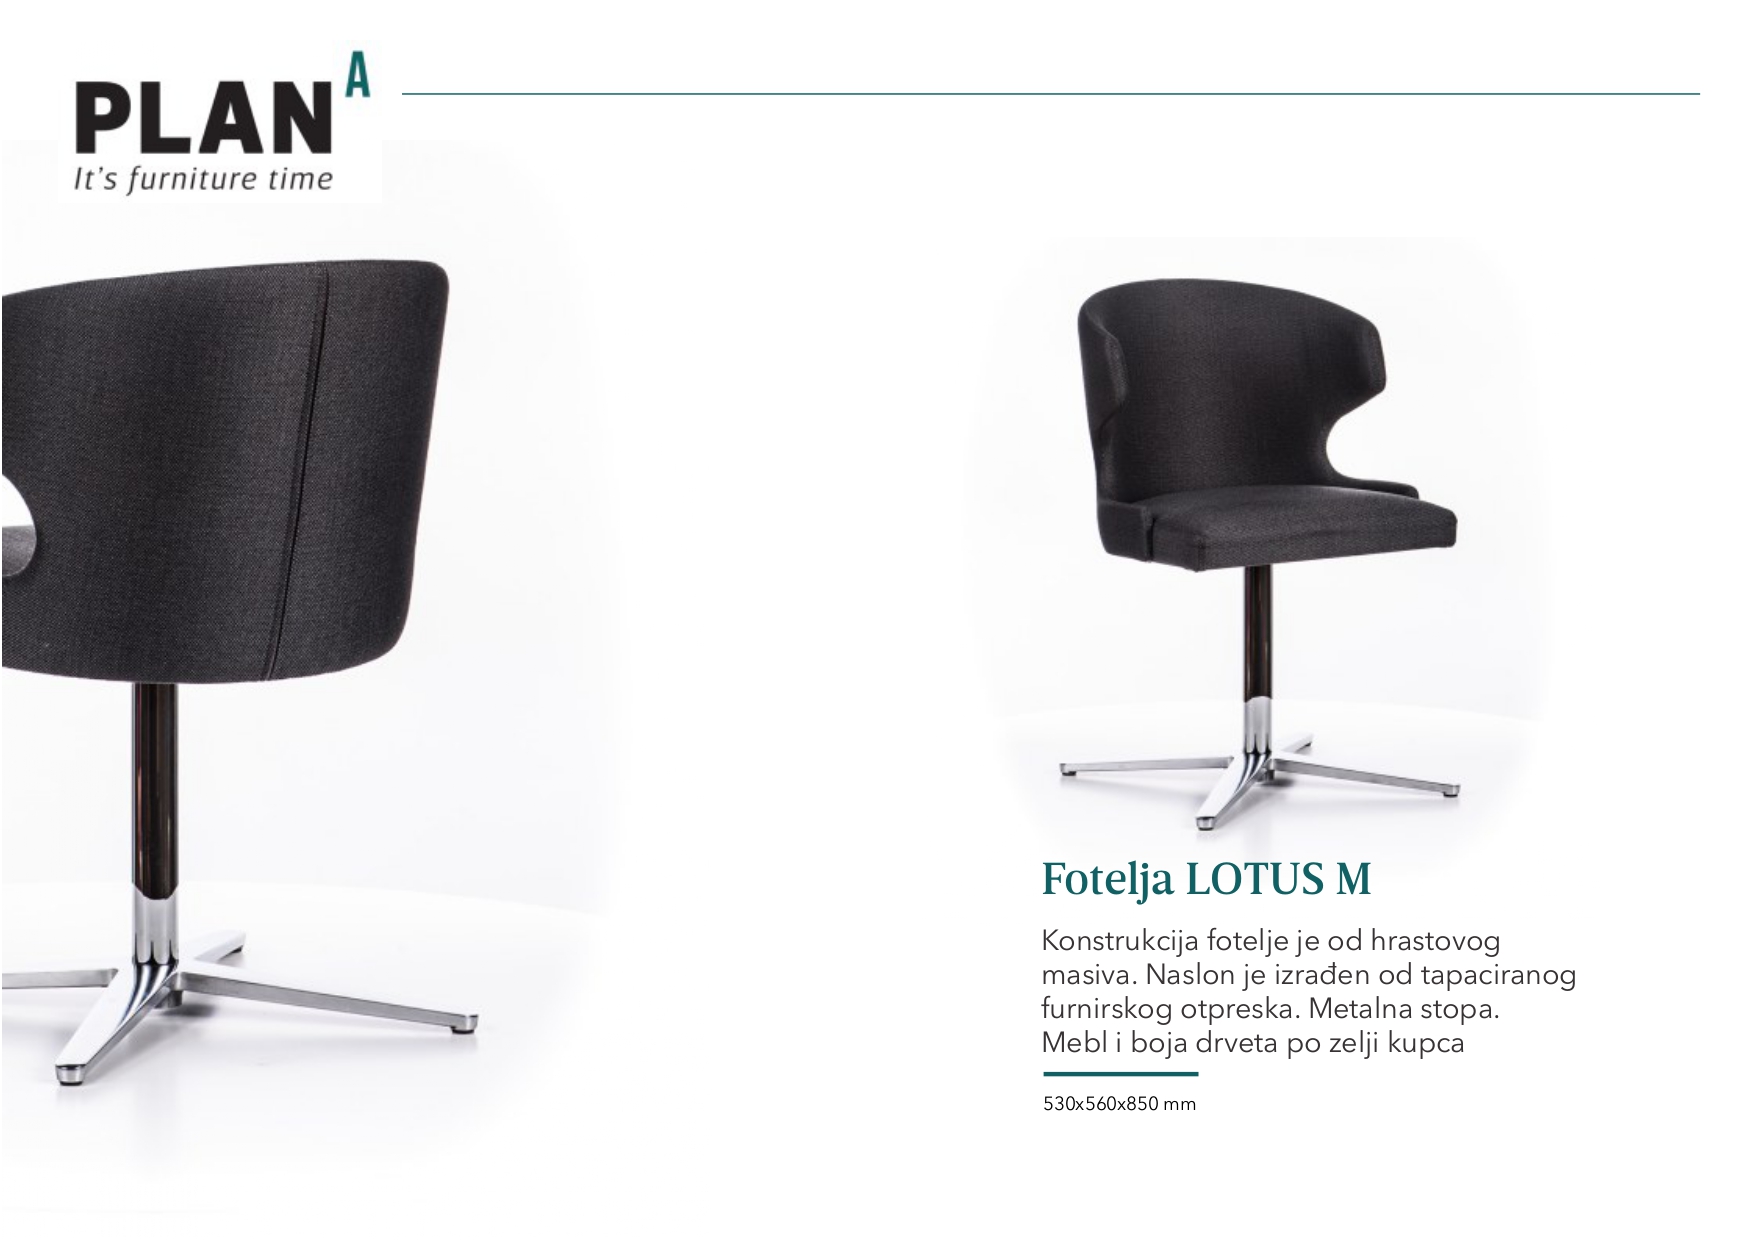 PLAN A
It's furniture time
Fotelja LOTUS M
Konstrukcija fotelje je od hrastovog
masiva. Naslon je izrađen od tapaciranog
furnirskog otpreska. Metalna stopa.
Mebl i boja drveta po zelji kupca
530x560x850 mm